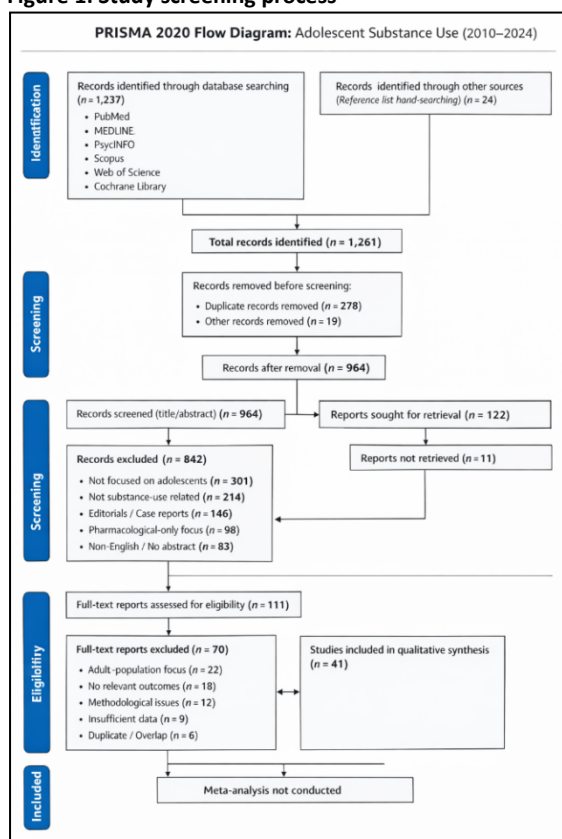 Figure 1. Study screening process
PRISMA 2020 Flow Diagram: Adolescent Substance Use (2010–2024)
Idenatfication
Records identified through database searching
(n = 1,237)
• PubMed
• MEDLINE
• PsycINFO
• Scopus
• Web of Science
• Cochrane Library
Records identified through other sources
(Reference list hand-searching) (n = 24)
Total records identified (n = 1,261)
Screening
Records removed before screening:
• Duplicate records removed (n = 278)
• Other records removed (n = 19)
Records after removal (n = 964)
Screening
Records screened (title/abstract) (n = 964)
Reports sought for retrieval (n = 122)
Records excluded (n = 842)
• Not focused on adolescents (n = 301)
• Not substance-use related (n = 214)
• Editorials / Case reports (n = 146)
• Pharmacological-only focus (n = 98)
• Non-English / No abstract (n = 83)
Reports not retrieved (n = 11)
Eligiloitiry
Full-text reports assessed for eligibility (n = 111)
Full-text reports excluded (n = 70)
• Adult-population focus (n = 22)
• No relevant outcomes (n = 18)
• Methodological issues (n = 12)
• Insufficient data (n = 9)
• Duplicate / Overlap (n = 6)
Studies included in qualitative synthesis
(n = 41)
Included
Meta-analysis not conducted